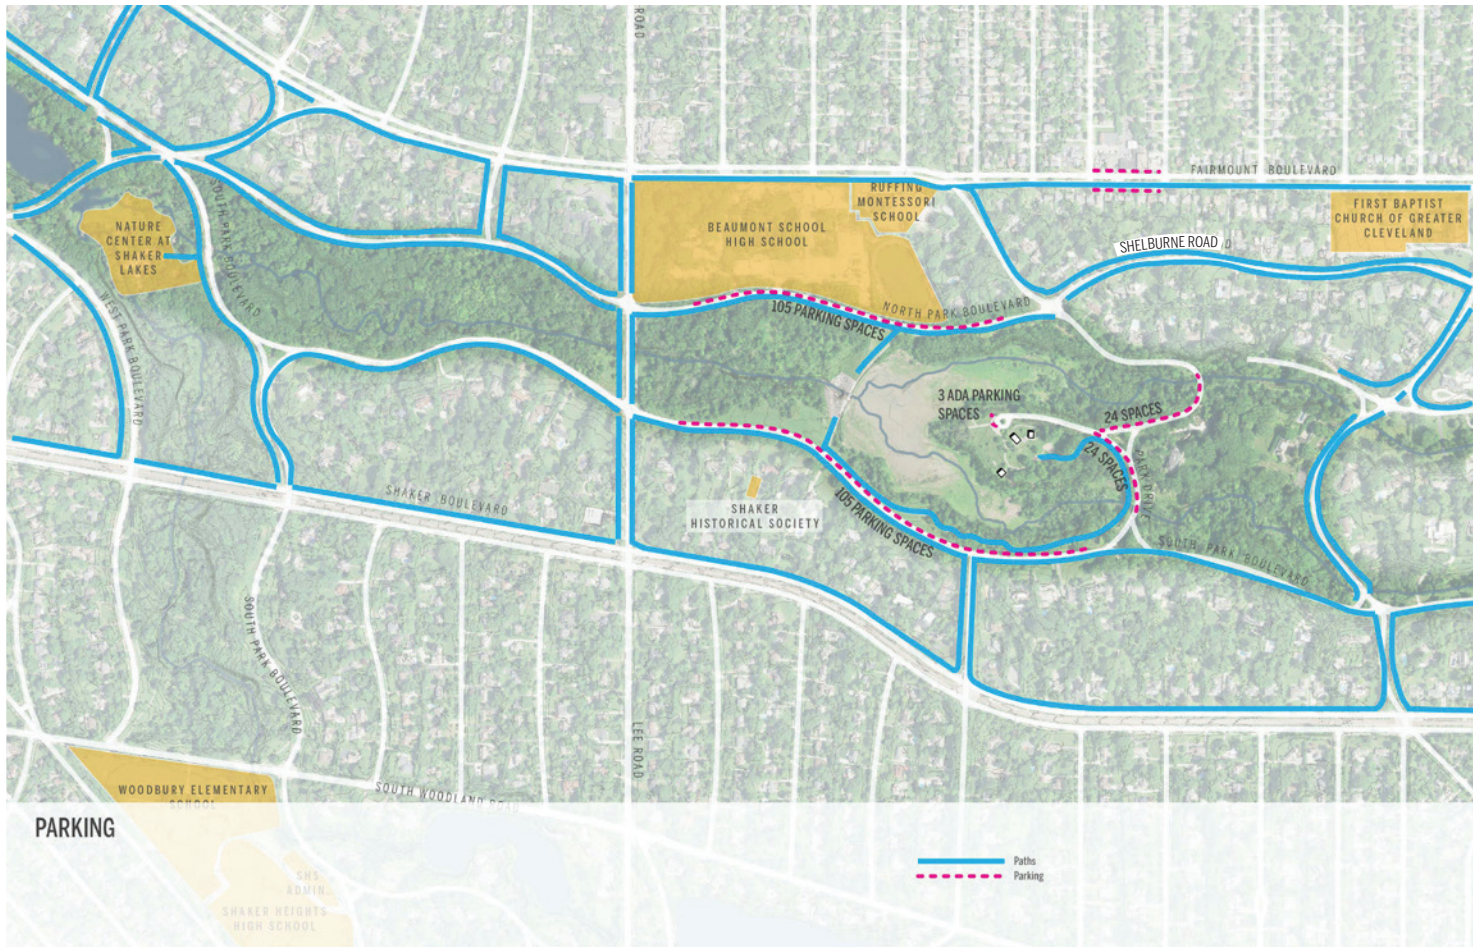 ROAD
FAIRMOUNT BOULEVARD
RUFFING
MONTESSORI
SCHOOL
BEAUMONT SCHOOL
HIGH SCHOOL
FIRST BAPTIST
CHURCH OF GREATER
CLEVELAND
NATURE
CENTER AT
SHAKER
LAKES
SOUTH PARK BOULEVARD
SHELBURNE ROAD
WEST PARK BOULEVARD
NORTH PARK BOULEVARD
105 PARKING SPACES
3 ADA PARKING
SPACES
24 SPACES
24 SPACES
PARK DRIVE
SHAKER BOULEVARD
SHAKER
HISTORICAL SOCIETY
105 PARKING SPACES
SOUTH PARK BOULEVARD
SOUTH PARK BOULEVARD
LEE ROAD
WOODBURY ELEMENTARY
SCHOOL
SOUTH WOODLAND ROAD
PARKING
Paths
Parking
SHS
ADMIN.
SHAKER HEIGHTS
HIGH SCHOOL